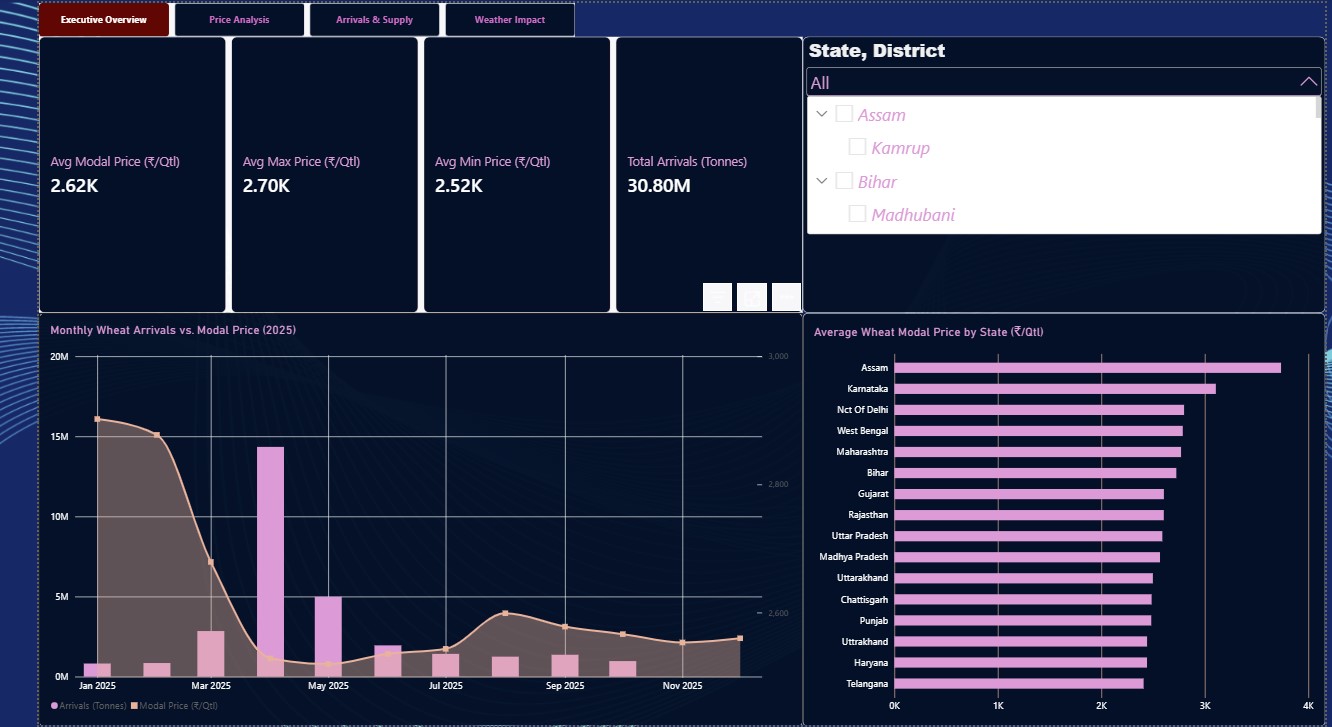 Executive Overview
Price Analysis
Arrivals & Supply
Weather Impact
Avg Modal Price (₹/Qtl)
2.62K
Avg Max Price (₹/Qtl)
2.70K
Avg Min Price (₹/Qtl)
2.52K
Total Arrivals (Tonnes)
30.80M
State, District
All
Assam
Kamrup
Bihar
Madhubani
Monthly Wheat Arrivals vs. Modal Price (2025)
20M
15M
10M
5M
0M
3,000
2,800
2,600
Jan 2025
Mar 2025
May 2025
Jul 2025
Sep 2025
Nov 2025
Arrivals (Tonnes)
Modal Price (₹/Qtl)
Average Wheat Modal Price by State (₹/Qtl)
Assam
Karnataka
Nct Of Delhi
West Bengal
Maharashtra
Bihar
Gujarat
Rajasthan
Uttar Pradesh
Madhya Pradesh
Uttarakhand
Chattisgarh
Punjab
Uttrakhand
Haryana
Telangana
0K
1K
2K
3K
4K